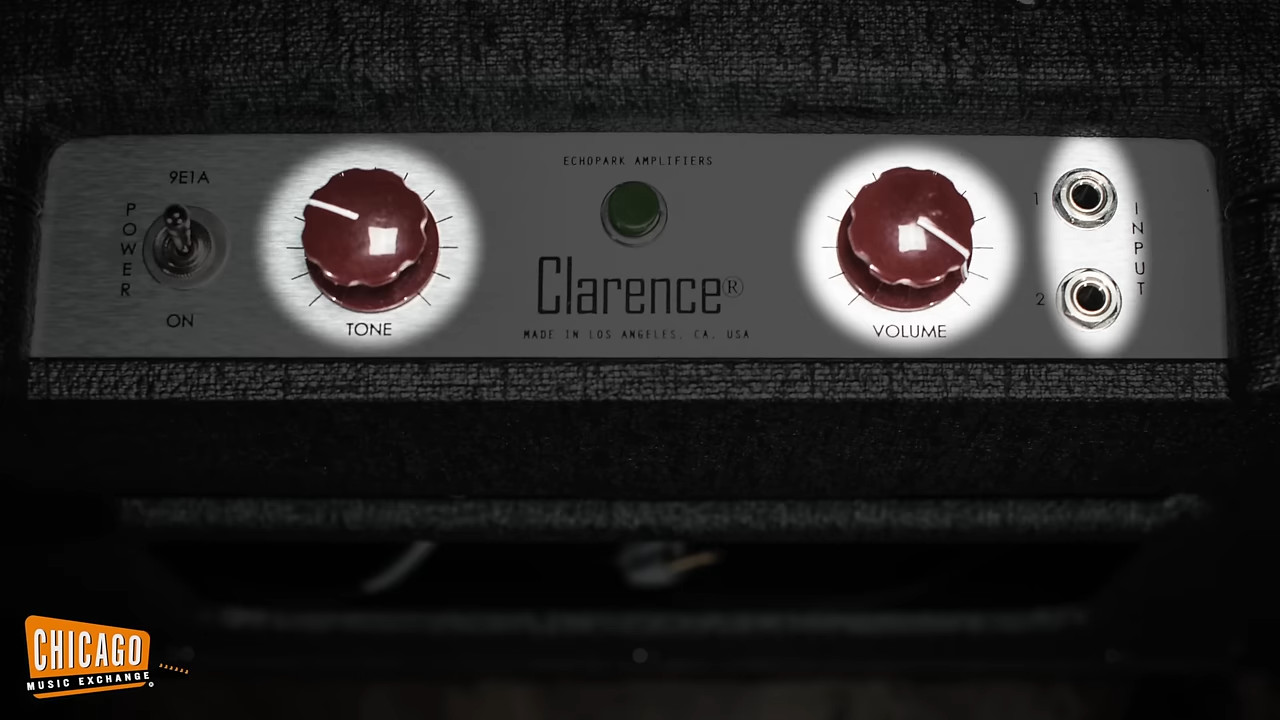 9E1A
POWER
ON
TONE
ECHOPARK AMPLIFIERS
Clarence®
MADE IN LOS ANGELES, CA. USA
VOLUME
1
2
INPUT
CHICAGO
MUSIC EXCHANGE